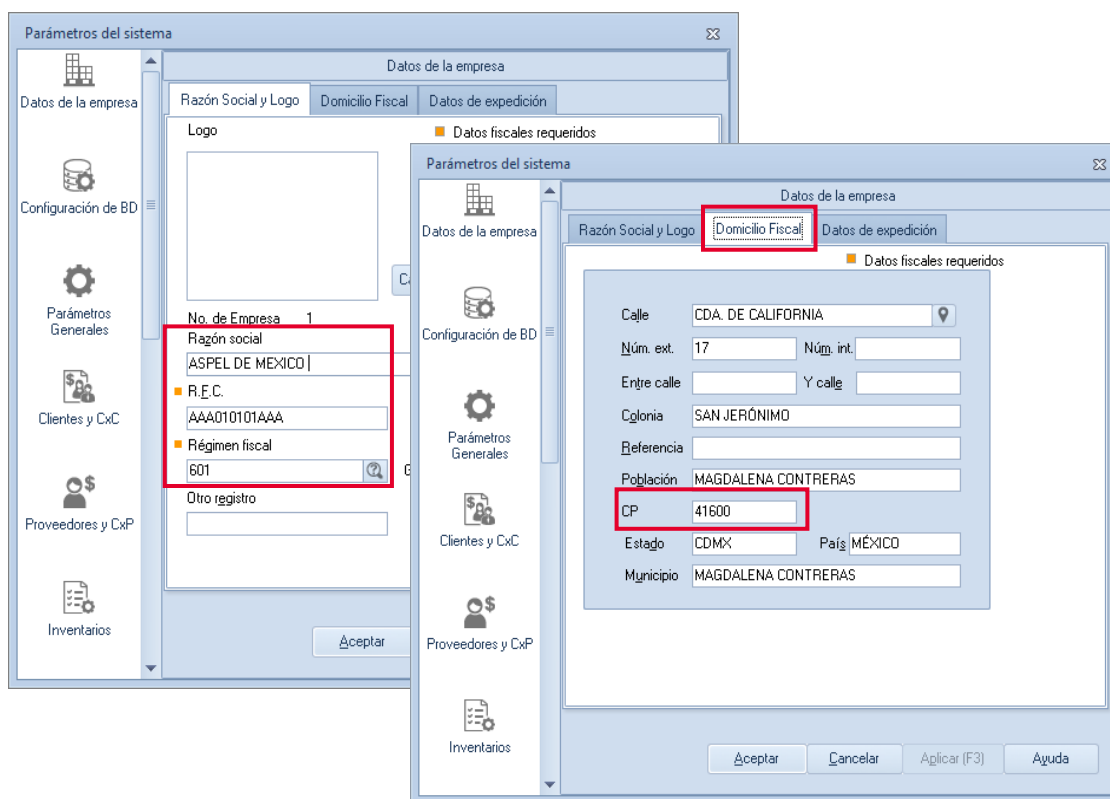 Parámetros del sistema
Datos de la empresa
Configuración de BD
Parámetros
Generales
Clientes y CxC
Proveedores y CxP
Inventarios
Datos de la empresa
Razón Social y Logo Domicilio Fiscal Datos de expedición
Logo
Datos fiscales requeridos
No. de Empresa 1
Razón social
ASPEL DE MEXICO
R.F.C.
AAA010101AAA
Régimen fiscal
601
Otro registro
Aceptar
Parámetros del sistema
Datos de la empresa
Configuración de BD
Parámetros
Generales
Clientes y CxC
Proveedores y CxP
Inventarios
Datos de la empresa
Razón Social y Logo Domicilio Fiscal Datos de expedición
Datos fiscales requeridos
Calle CDA. DE CALIFORNIA
Núm. ext. 17 Núm. int.
Entre calle Y calle
Colonia SAN JERÓNIMO
Referencia
Población MAGDALENA CONTRERAS
CP 41600
Estado CDMX País MÉXICO
Municipio MAGDALENA CONTRERAS
Aceptar Cancelar Aplicar (F3) Ayuda